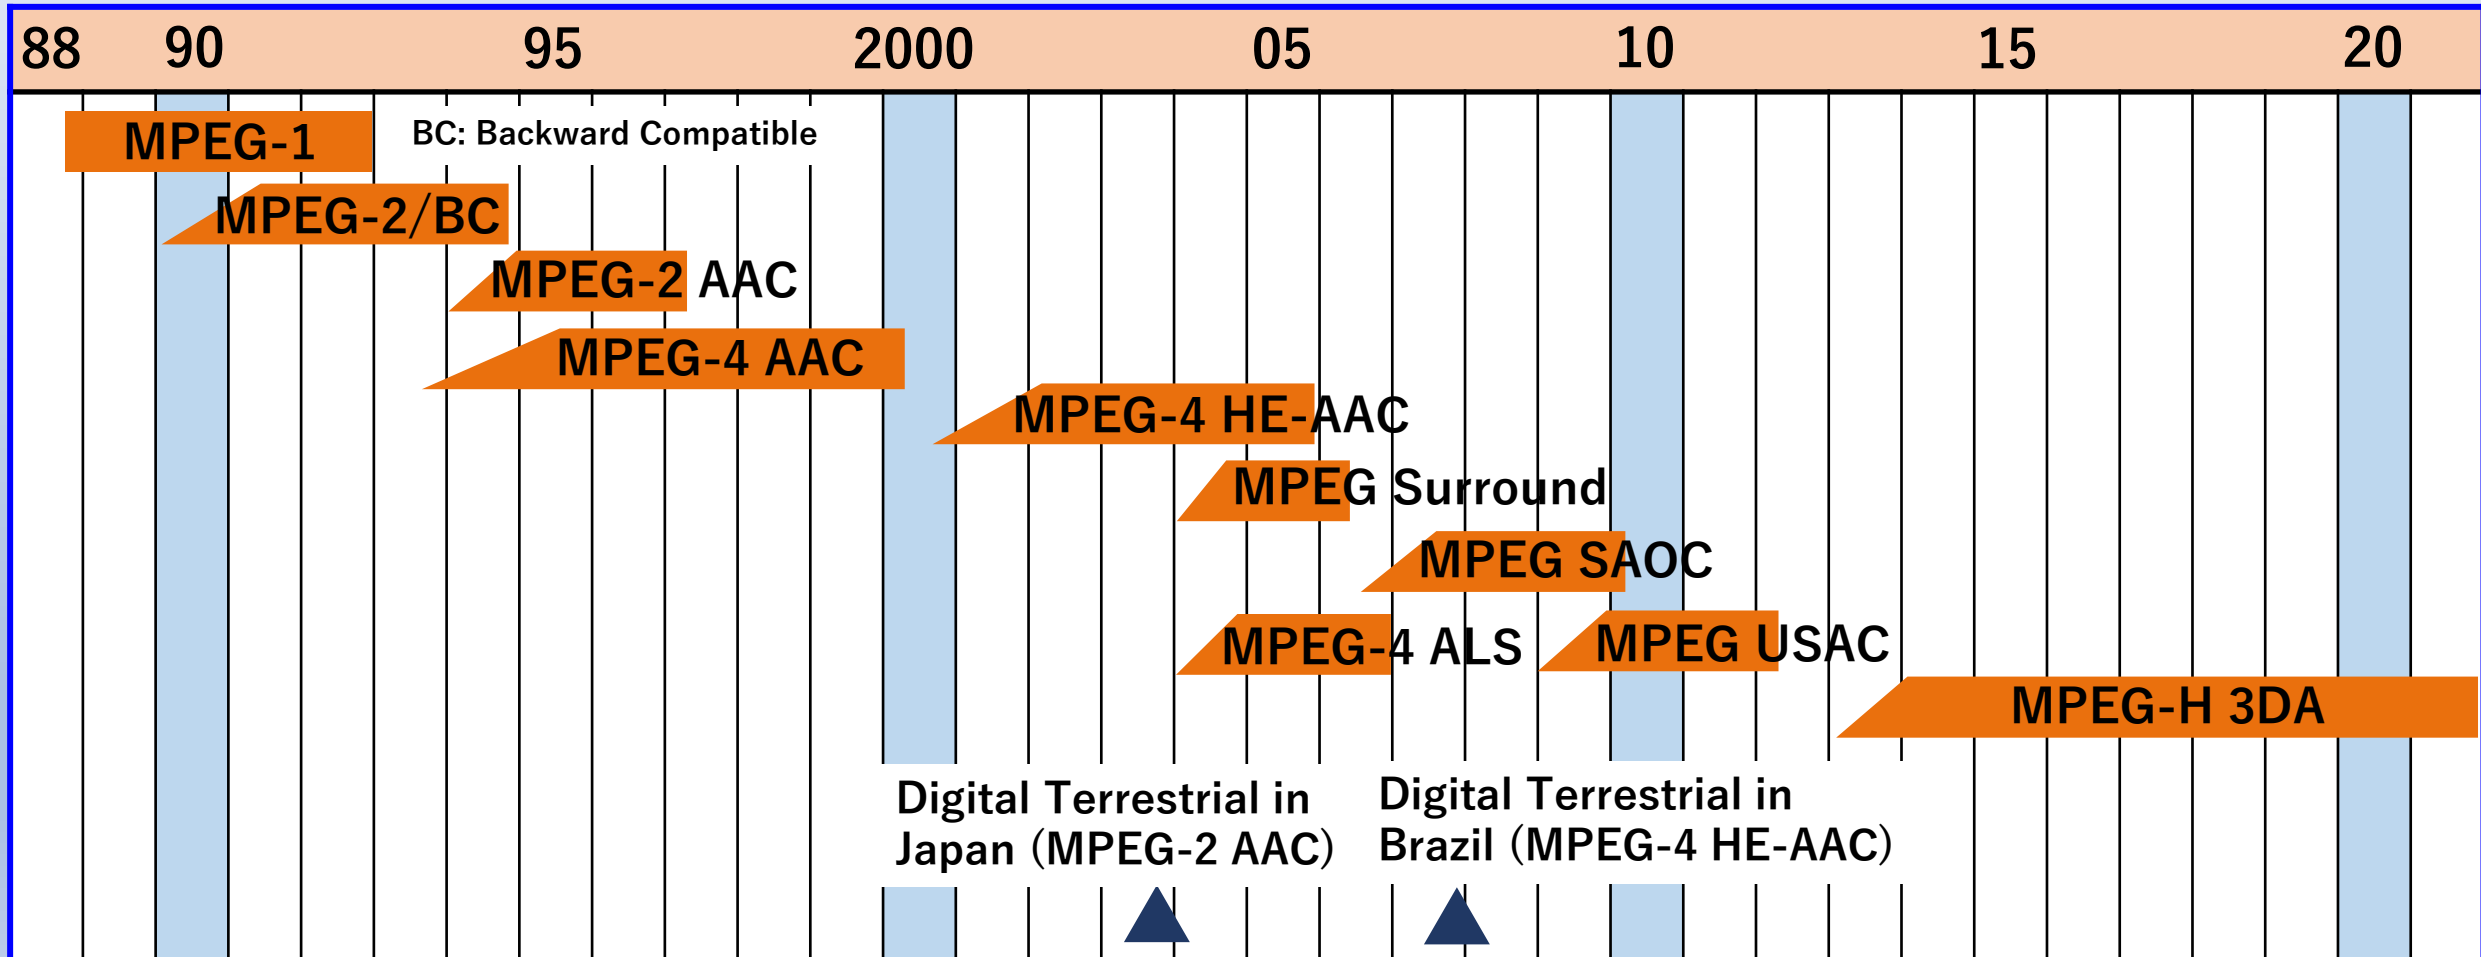 88 90 95 2000 05 10 15 20
MPEG-1
BC: Backward Compatible
MPEG-2/BC
MPEG-2 AAC
MPEG-4 AAC
MPEG-4 HE-AAC
MPEG Surround
MPEG SAOC
MPEG-4 ALS
MPEG USAC
MPEG-H 3DA
Digital Terrestrial in
Japan (MPEG-2 AAC)
Digital Terrestrial in
Brazil (MPEG-4 HE-AAC)